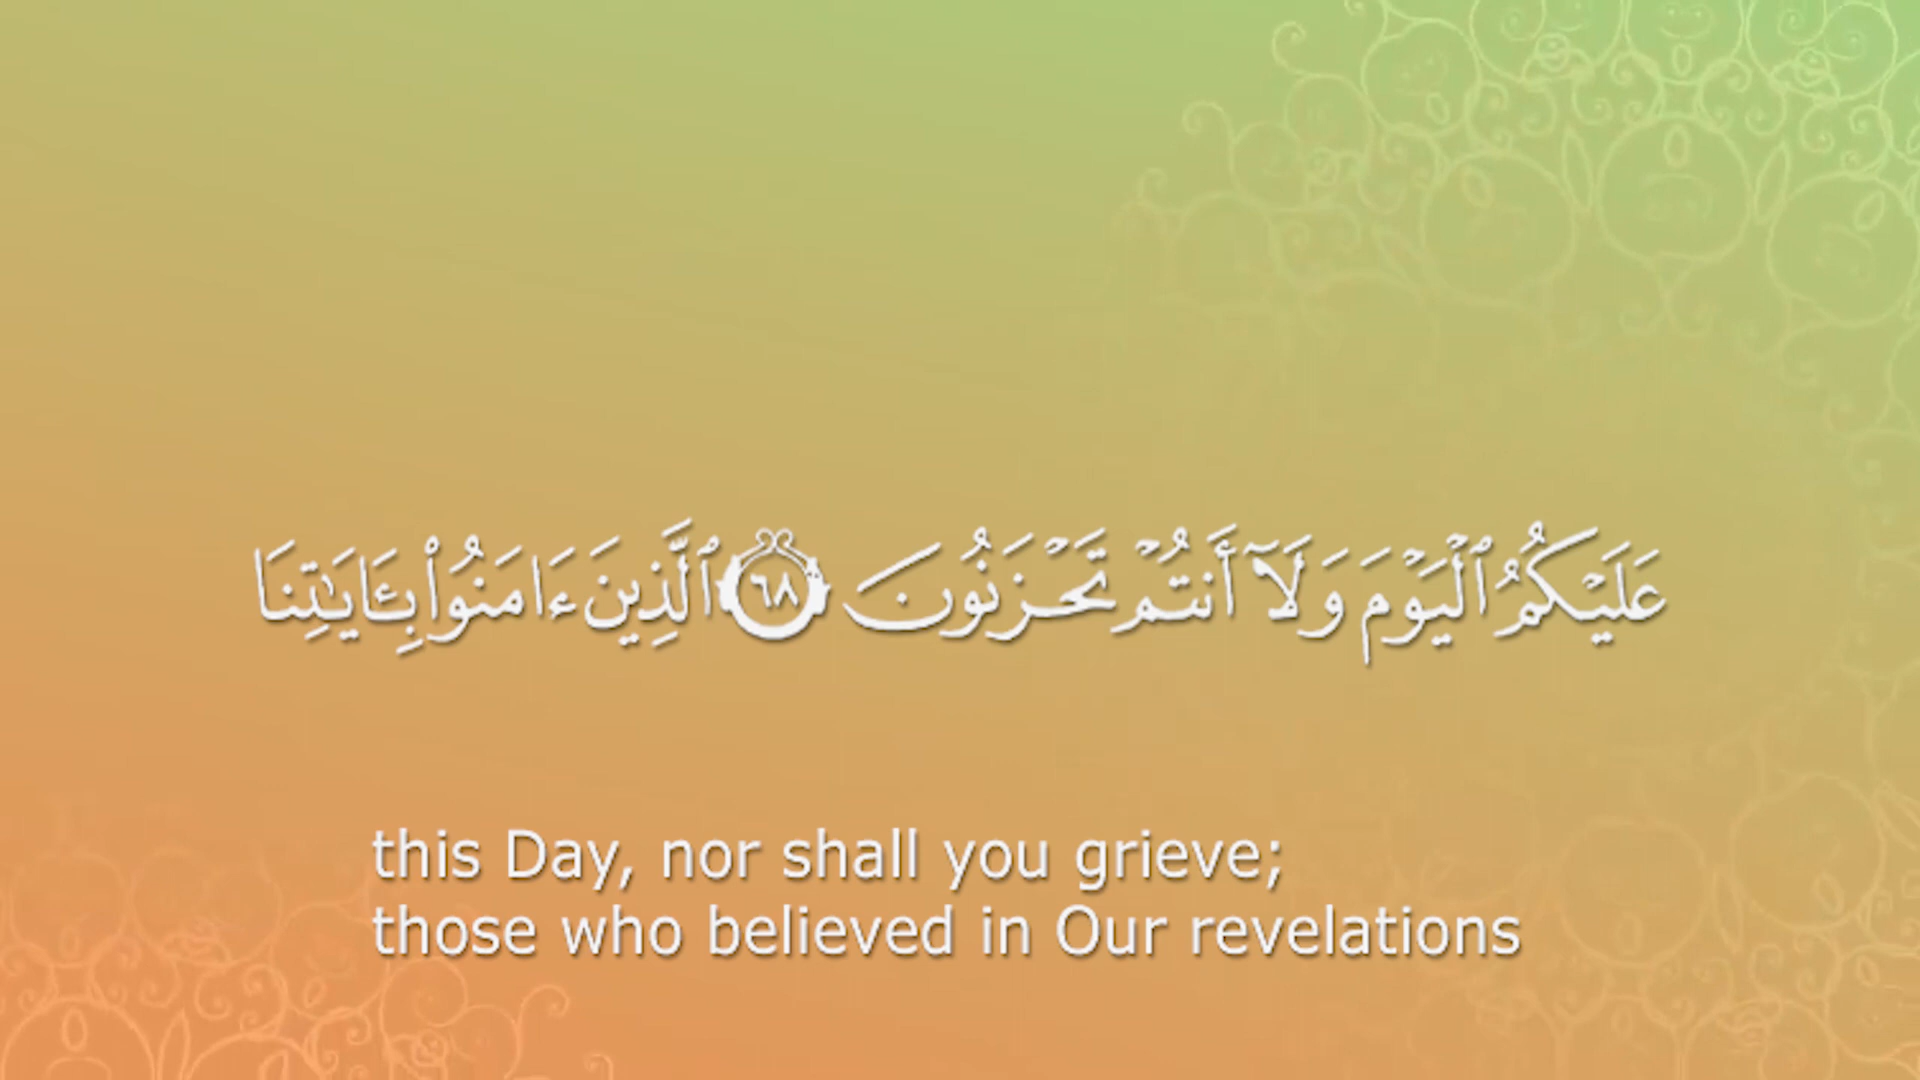 عَلَيْكُمُ ٱلْيَوْمَ وَلَآ أَنتُمْ تَحْزَنُونَ ٦٨ ٱلَّذِينَ ءَامَنُوا۟ بِـَٔايَـٰتِنَا
this Day, nor shall you grieve;
those who believed in Our revelations